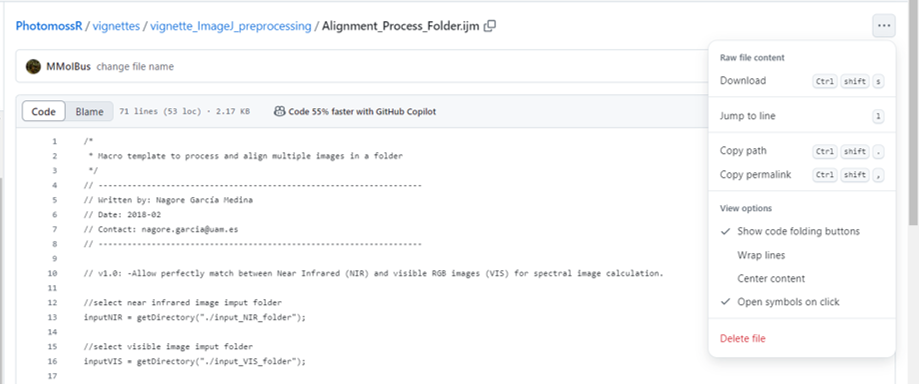 PhotomossR / vignettes / vignette_ImageJ_preprocessing / Alignment_Process_Folder.ijm
MMolBus change file name
Code Blame 71 lines (53 loc) · 2.17 KB Code 55% faster with GitHub Copilot
1 /*
2 * Macro template to process and align multiple images in a folder
3 */
4 // ------------------------------------------------------------------
5 // Written by: Nagore García Medina
6 // Date: 2018-02
7 // Contact: nagore.garcia@uam.es
8 // ------------------------------------------------------------------
9
10 // v1.0: -Allow perfectly match between Near Infrared (NIR) and visible RGB images (VIS) for spectral image calculation.
11
12 //select near infrared image imput folder
13 inputNIR = getDirectory("./input_NIR_folder");
14
15 //select visible image imput folder
16 inputVIS = getDirectory("./input_VIS_folder");
17
Raw file content
Download Ctrl shift s
Jump to line l
Copy path Ctrl shift .
Copy permalink Ctrl shift ,
View options
Show code folding buttons
Wrap lines
Center content
Open symbols on click
Delete file